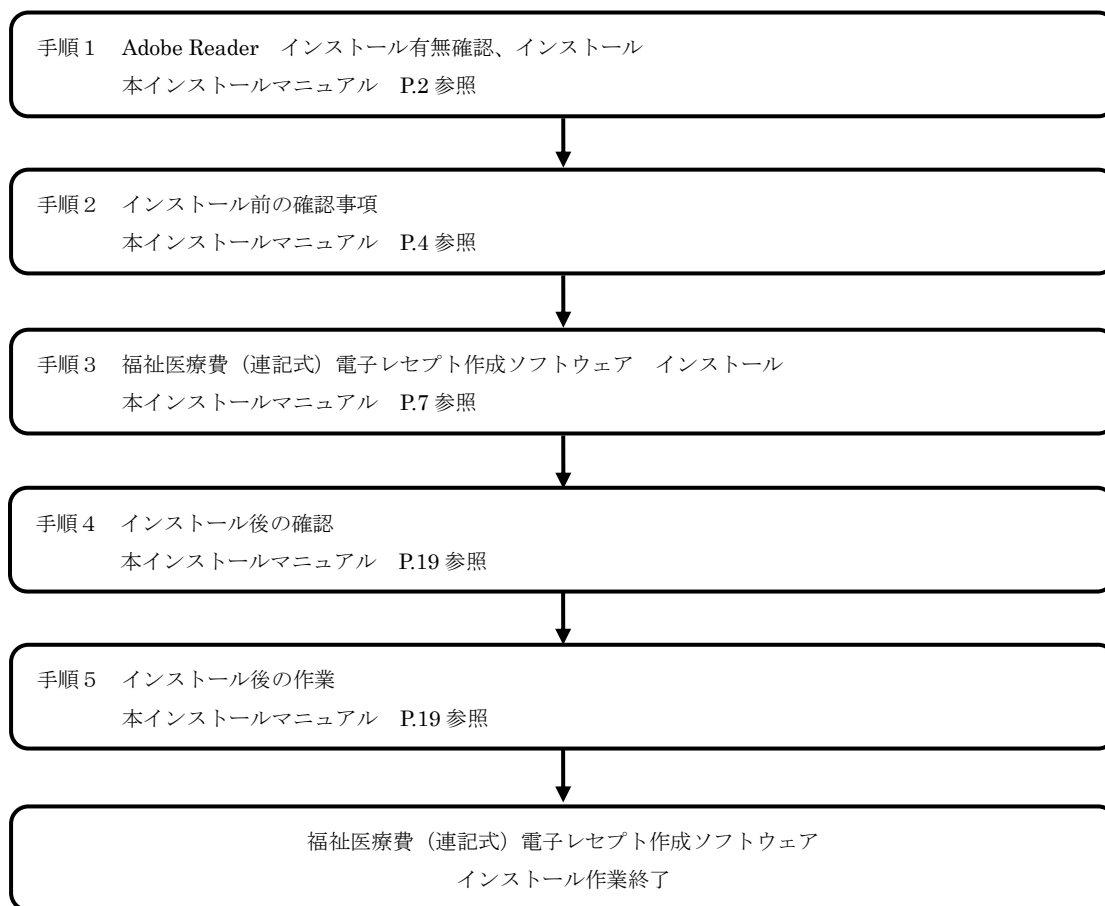 手順１　Adobe Reader　インストール有無確認、インストール
本インストールマニュアル　P.2 参照
手順２　インストール前の確認事項
本インストールマニュアル　P.4 参照
手順３　福祉医療費（連記式）電子レセプト作成ソフトウェア　インストール
本インストールマニュアル　P.7 参照
手順４　インストール後の確認
本インストールマニュアル　P.19 参照
手順５　インストール後の作業
本インストールマニュアル　P.19 参照
福祉医療費（連記式）電子レセプト作成ソフトウェア
インストール作業終了